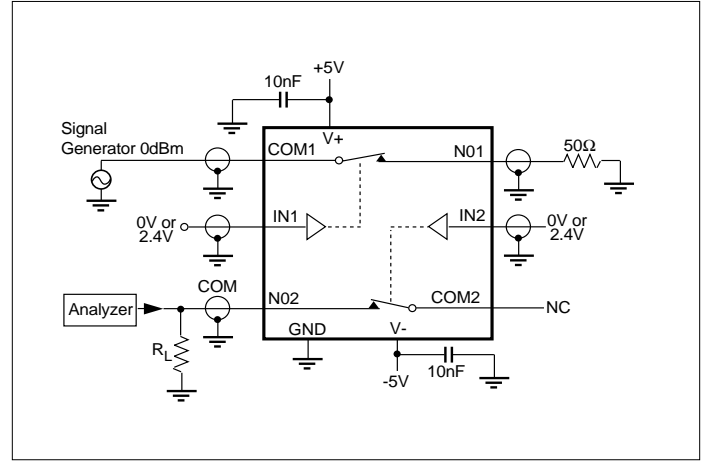 +5V
10nF
V+
Signal
Generator 0dBm
COM1
N01
50Ω
0V or
2.4V
IN1
IN2
0V or
2.4V
COM
N02
COM2
NC
Analyzer
GND
V-
RL
-5V
10nF